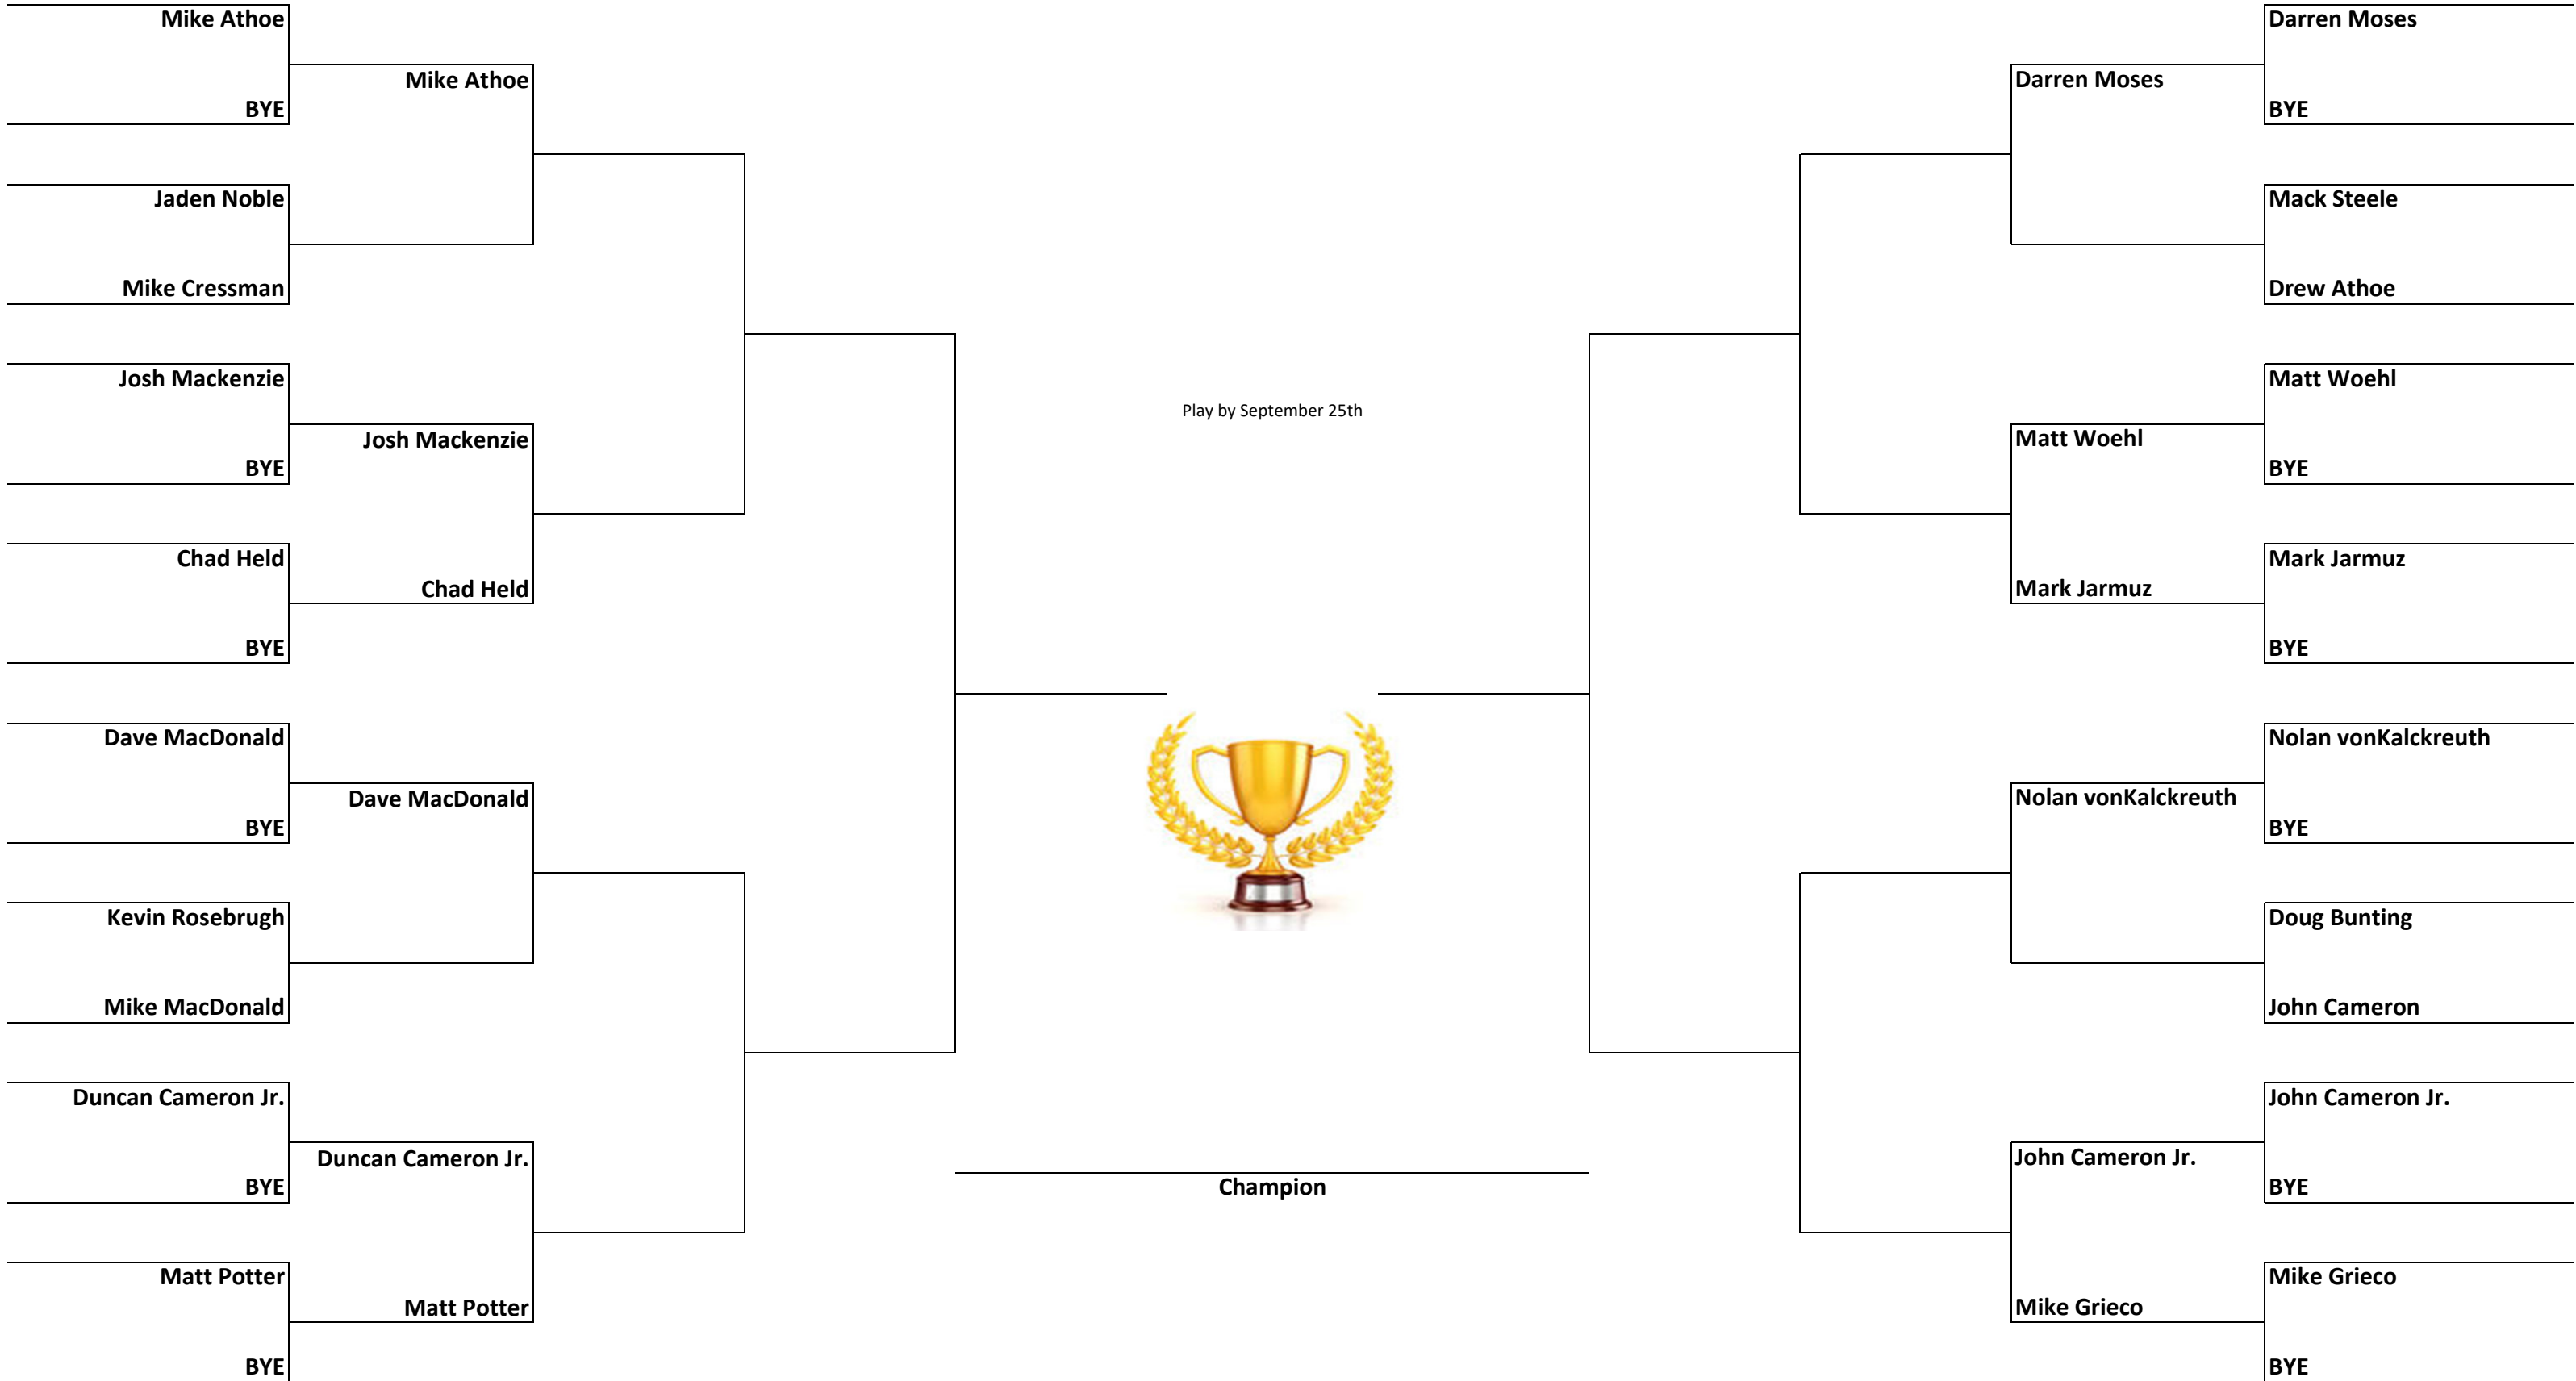 Mike Athoe
BYE
Jaden Noble
Mike Cressman
Josh Mackenzie
BYE
Chad Held
BYE
Dave MacDonald
BYE
Kevin Rosebrugh
Mike MacDonald
Duncan Cameron Jr.
BYE
Matt Potter
BYE
Mike Athoe
Josh Mackenzie
Chad Held
Dave MacDonald
Duncan Cameron Jr.
Matt Potter
Play by September 25th
Champion
Darren Moses
Matt Woehl
Mark Jarmuz
Nolan vonKalckreuth
John Cameron Jr.
Mike Grieco
Darren Moses
BYE
Mack Steele
Drew Athoe
Matt Woehl
BYE
Mark Jarmuz
BYE
Nolan vonKalckreuth
BYE
Doug Bunting
John Cameron
John Cameron Jr.
BYE
Mike Grieco
BYE